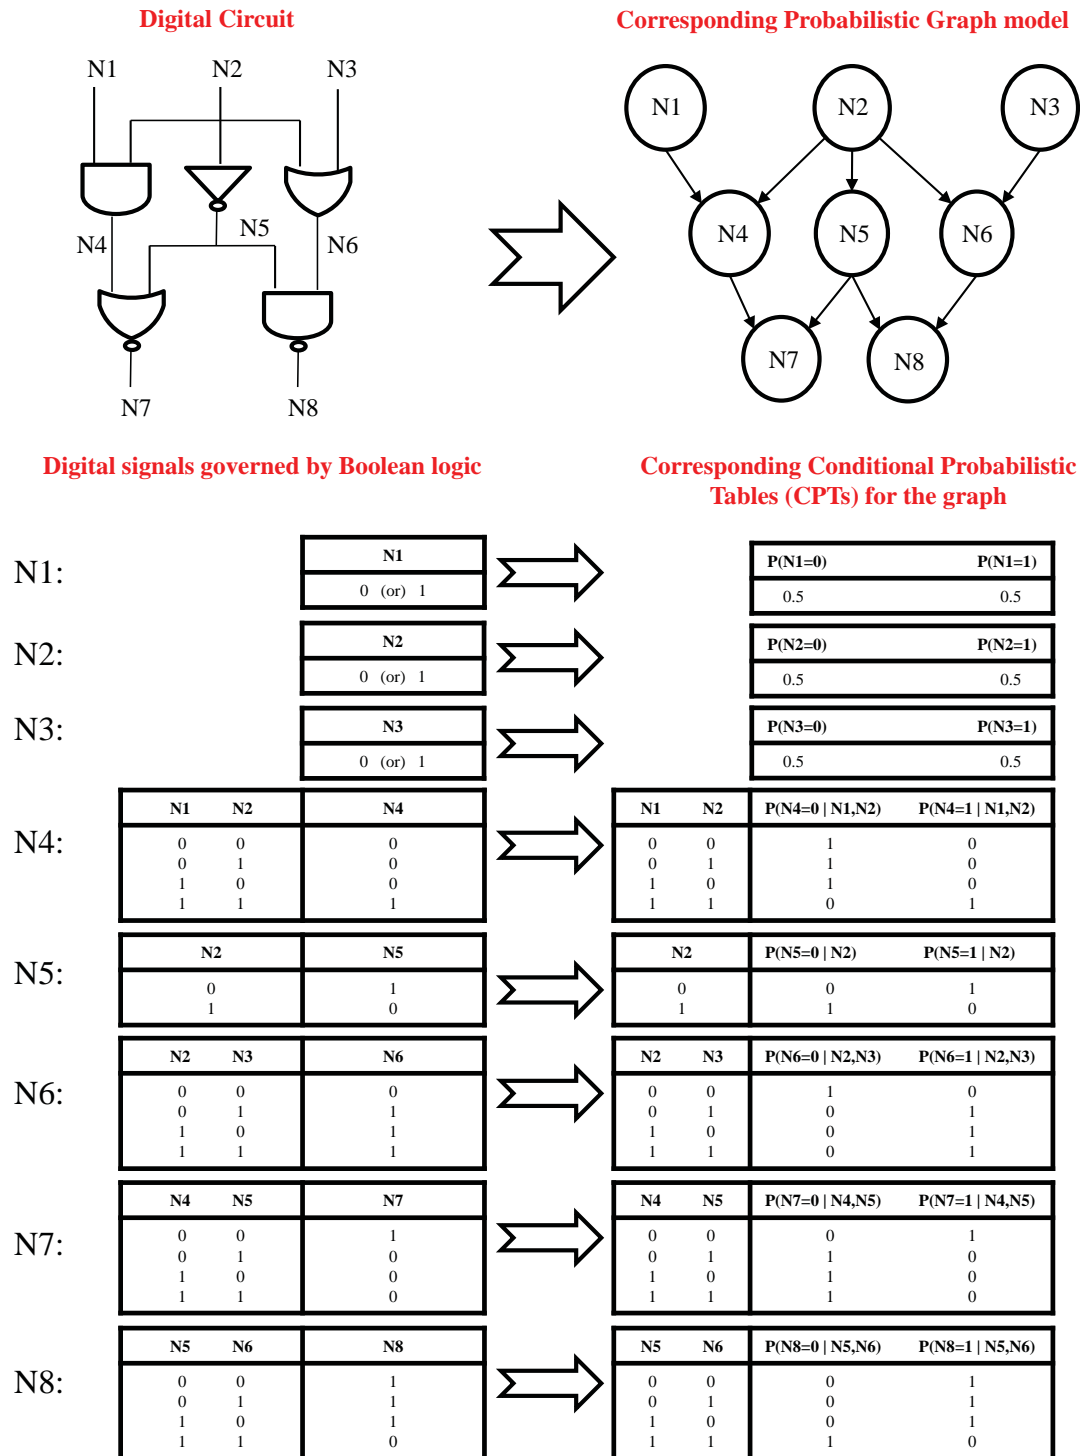 Digital Circuit
Corresponding Probabilistic Graph model
N1 N2 N3
N4 N5 N6
N7 N8
N1 N2 N3
N4 N5 N6
N7 N8
Digital signals governed by Boolean logic
Corresponding Conditional Probabilistic
Tables (CPTs) for the graph
N1:
N1
0 (or) 1
P(N1=0) P(N1=1)
0.5 0.5
N2:
N2
0 (or) 1
P(N2=0) P(N2=1)
0.5 0.5
N3:
N3
0 (or) 1
P(N3=0) P(N3=1)
0.5 0.5
N4:
N1 N2 N4
0 0 0
0 1 0
1 0 0
1 1 1
N1 N2 P(N4=0 | N1,N2) P(N4=1 | N1,N2)
0 0 1 0
0 1 1 0
1 0 1 0
1 1 0 1
N5:
N2 N5
0 1
1 0
N2 P(N5=0 | N2) P(N5=1 | N2)
0 0 1
1 1 0
N6:
N2 N3 N6
0 0 0
0 1 1
1 0 1
1 1 1
N2 N3 P(N6=0 | N2,N3) P(N6=1 | N2,N3)
0 0 1 0
0 1 0 1
1 0 0 1
1 1 0 1
N7:
N4 N5 N7
0 0 1
0 1 0
1 0 0
1 1 0
N4 N5 P(N7=0 | N4,N5) P(N7=1 | N4,N5)
0 0 0 1
0 1 1 0
1 0 1 0
1 1 1 0
N8:
N5 N6 N8
0 0 1
0 1 1
1 0 1
1 1 0
N5 N6 P(N8=0 | N5,N6) P(N8=1 | N5,N6)
0 0 0 1
0 1 0 1
1 0 0 1
1 1 1 0